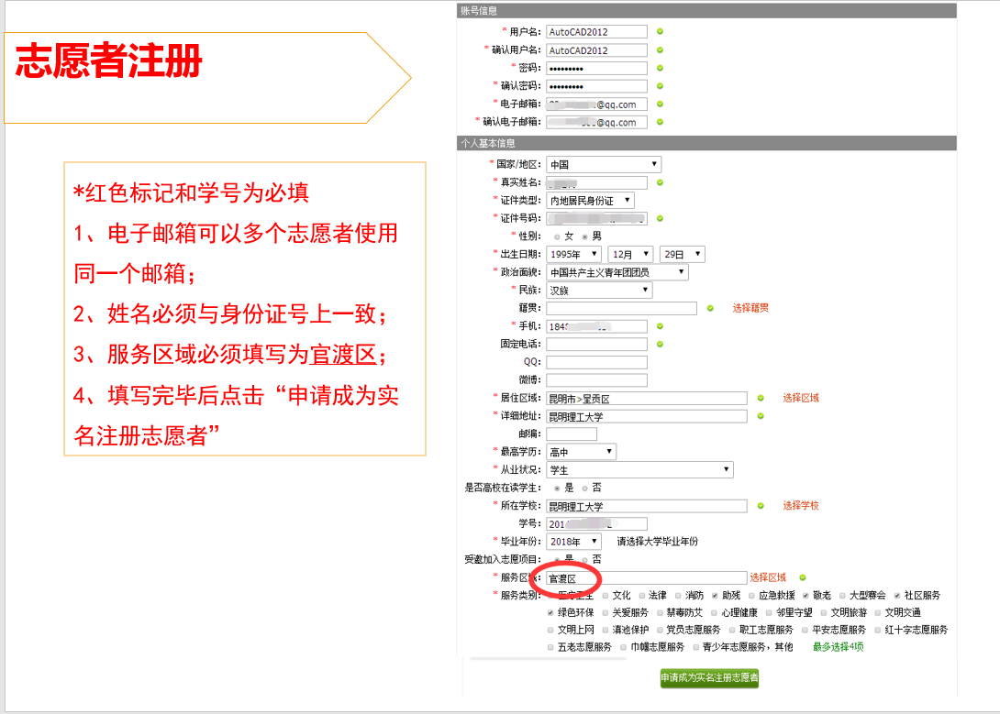 志愿者注册
*红色标记和学号为必填
1、电子邮箱可以多个志愿者使用
同一个邮箱；
2、姓名必须与身份证号上一致；
3、服务区域必须填写为官渡区；
4、填写完毕后点击“申请成为实
名注册志愿者”
账号信息
* 用户名: AutoCAD2012
* 确认用户名: AutoCAD2012
* 密码: •••••••••
* 确认密码: •••••••••
* 电子邮箱: @qq.com
* 确认电子邮箱: @qq.com
个人基本信息
* 国家/地区: 中国
* 真实姓名:
* 证件类型: 内地居民身份证
* 证件号码:
* 性别: 女 男
* 出生日期: 1995年 12月 29日
* 政治面貌: 中国共产主义青年团团员
* 民族: 汉族
籍贯: 选择籍贯
* 手机: 184
固定电话:
QQ:
微博:
* 居住区域: 昆明市>呈贡区 选择区域
* 详细地址: 昆明理工大学
邮编:
* 最高学历: 高中
* 从业状况: 学生
是否高校在读学生: 是 否
* 所在学校: 昆明理工大学 选择学校
学号: 201
* 毕业年份: 2018年 请选择大学毕业年份
受邀加入志愿项目: 是 否
* 服务区域: 官渡区 选择区域
* 服务类别: 医疗卫生 文化 法律 消防 助残 应急救援 敬老 大型赛会 社区服务
绿色环保 关爱服务 禁毒防艾 心理健康 邻里守望 文明旅游 文明交通
文明上网 滇池保护 党员志愿服务 职工志愿服务 平安志愿服务 红十字志愿服务
五老志愿服务 巾帼志愿服务 青少年志愿服务，其他 最多选择4项
申请成为实名注册志愿者